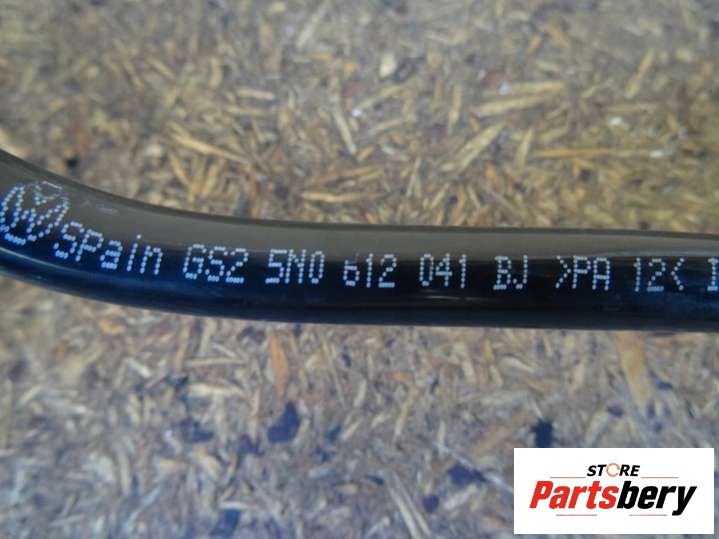 Spain GS2 5N0 612 041 BJ >PA 12<
STORE
Partsbery